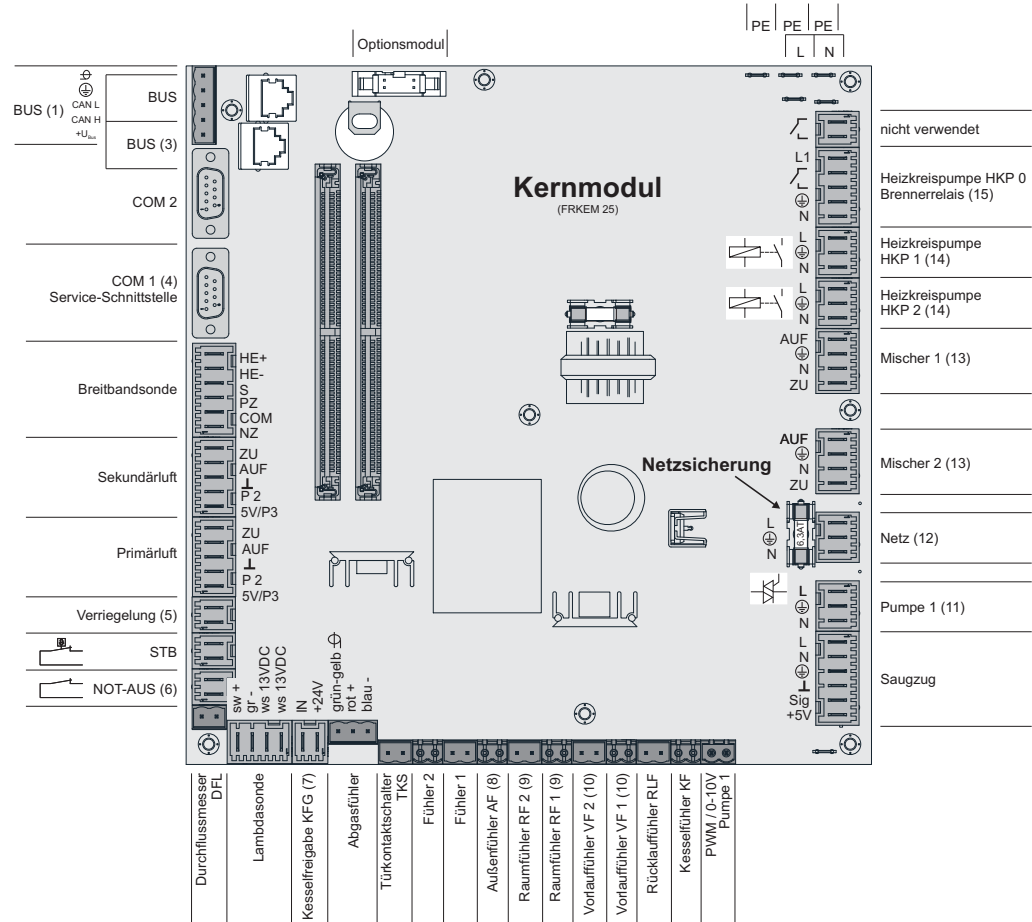 PE PE PE
L N
Optionsmodul
BUS (1)
CAN L
CAN H
+U Bus
BUS
BUS (3)
COM 2
COM 1 (4)
Service-Schnittstelle
Breitbandsonde
HE+
HE-
S
PZ
COM
NZ
Sekundärluft
ZU
AUF
P 2
5V/P3
Primärluft
ZU
AUF
P 2
5V/P3
Verriegelung (5)
STB
NOT-AUS (6)
Kernmodul
(FRKEM 25)
Netzsicherung
6,3AT
nicht verwendet
L1
N
Heizkreispumpe HKP 0
Brennerrelais (15)
L
N
Heizkreispumpe
HKP 1 (14)
L
N
Heizkreispumpe
HKP 2 (14)
AUF
N
ZU
Mischer 1 (13)
AUF
N
ZU
Mischer 2 (13)
L
N
Netz (12)
L
N
Pumpe 1 (11)
L
N
Sig
+5V
Saugzug
sw +
gr -
ws 13VDC
ws 13VDC
IN
+24V
grün-gelb
rot +
blau -
Durchflussmesser
DFL
Lambdasonde
Kesselfreigabe KFG (7)
Abgasfühler
Türkontaktschalter
TKS
Fühler 2
Fühler 1
Außenfühler AF (8)
Raumfühler RF 2 (9)
Raumfühler RF 1 (9)
Vorlauffühler VF 2 (10)
Vorlauffühler VF 1 (10)
Rücklauffühler RLF
Kesselfühler KF
PWM / 0-10V
Pumpe 1